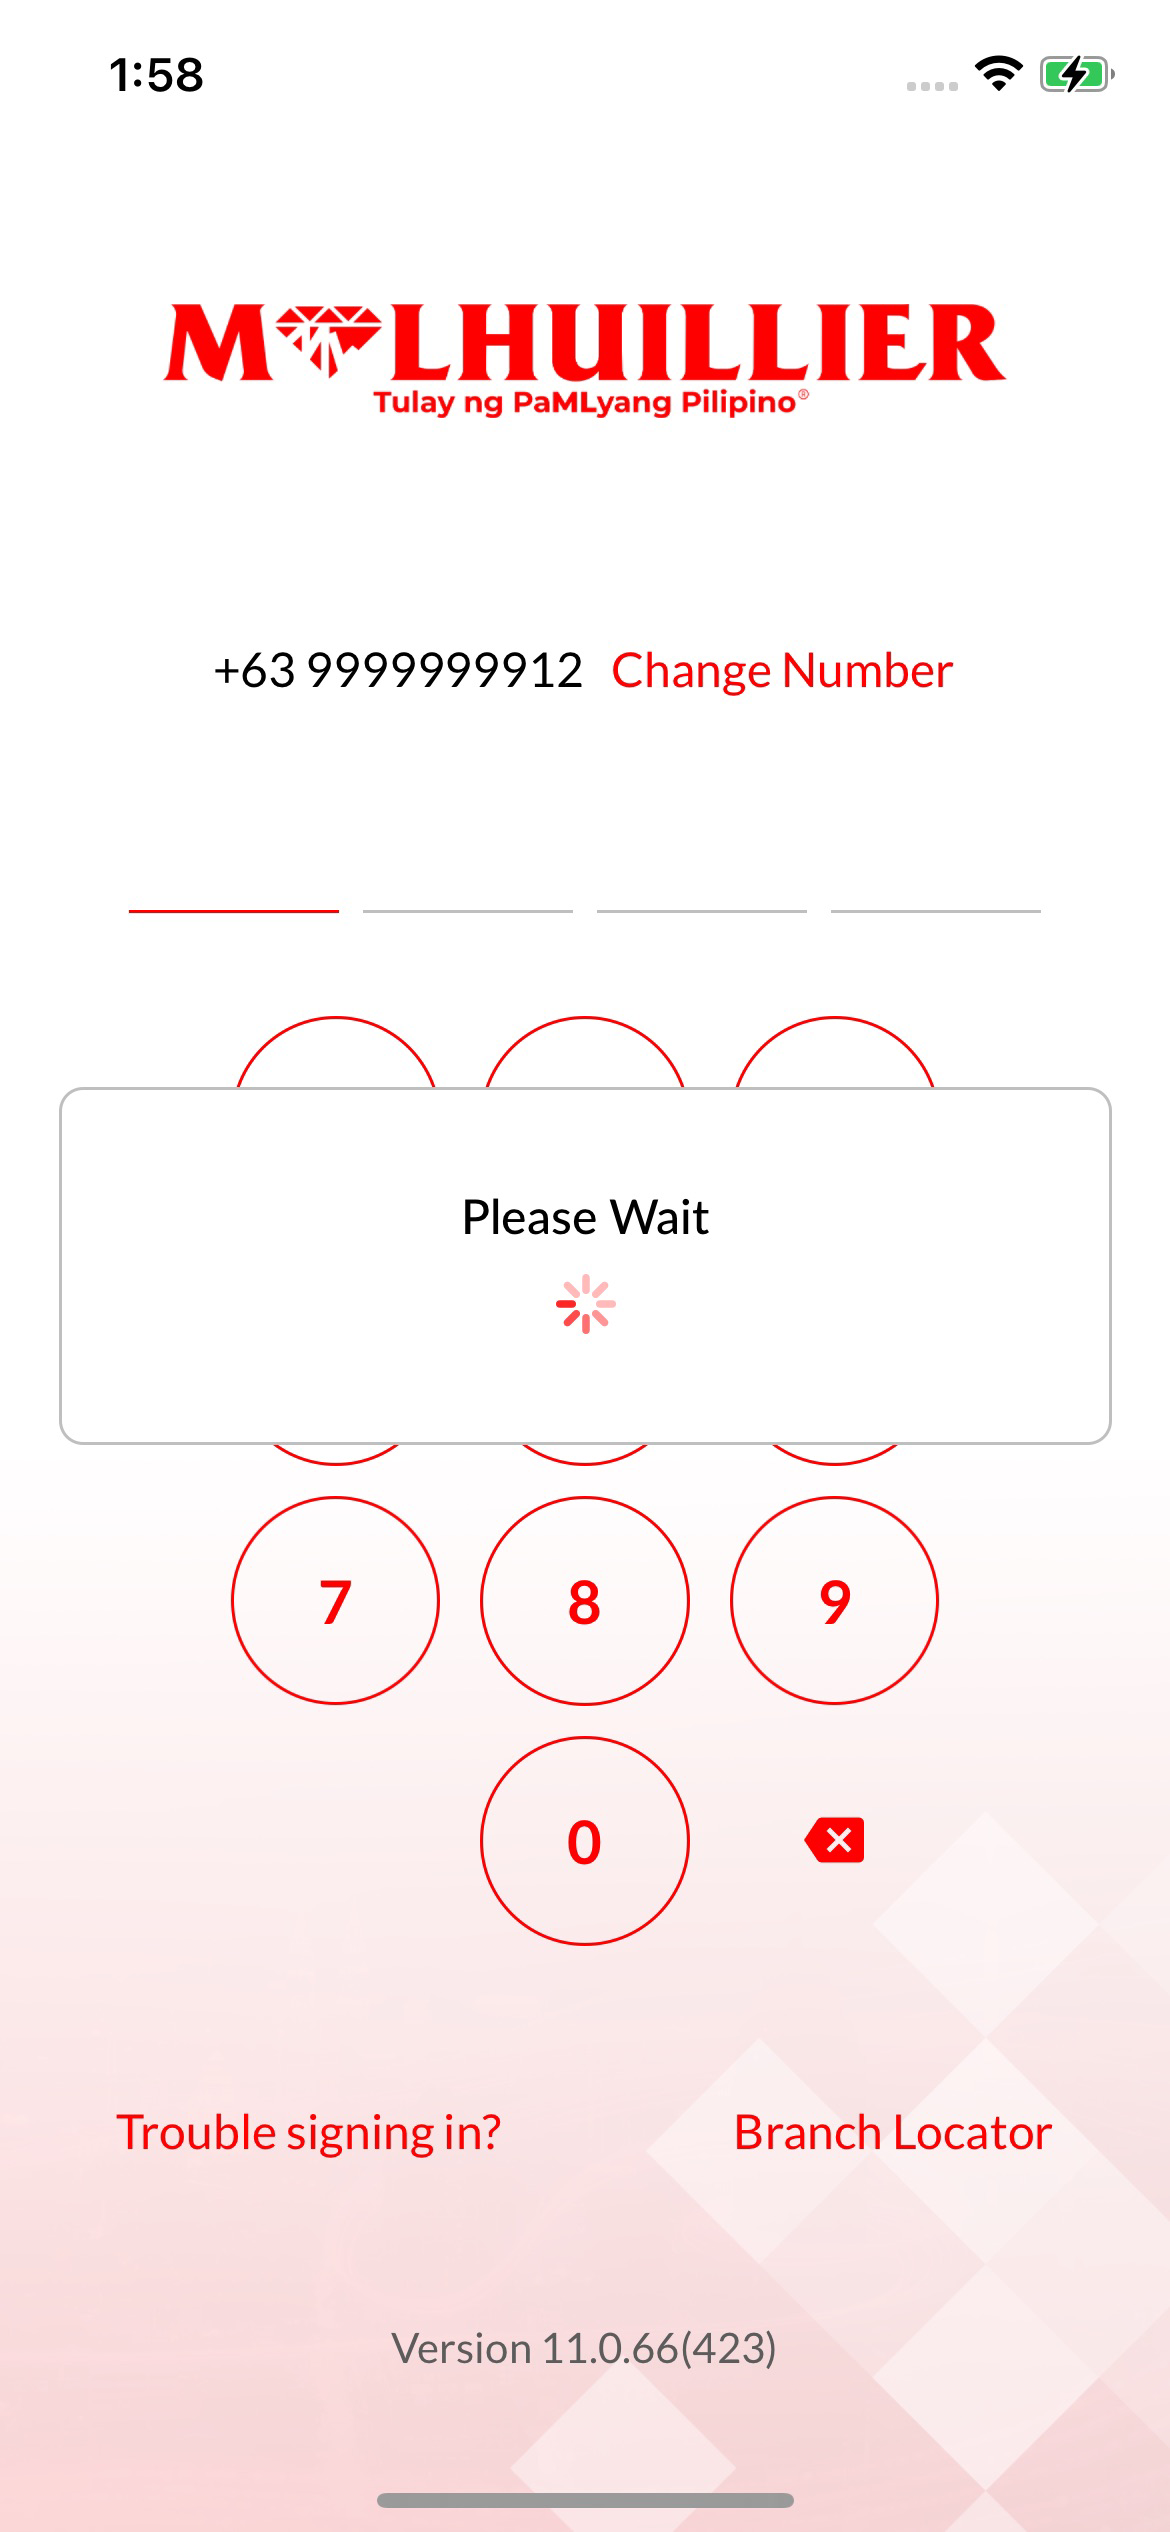 1:58
M LHUILLIER
Tulay ng PaMLyang Pilipino®
+63 9999999912 Change Number
Please Wait
7 8 9
0
Trouble signing in? Branch Locator
Version 11.0.66(423)